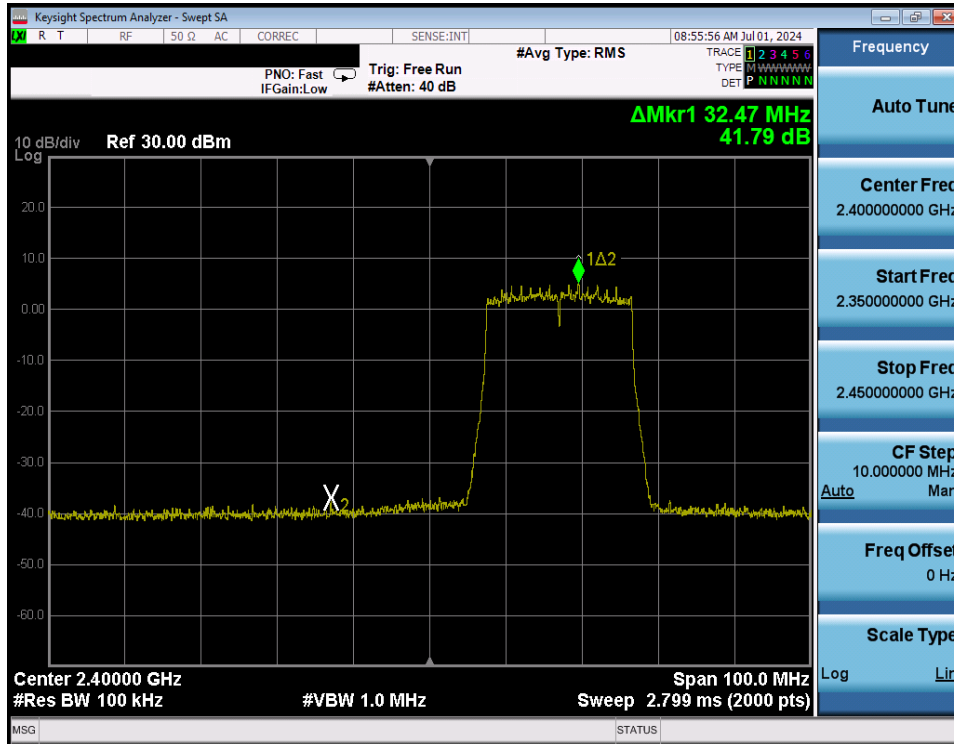 Keysight Spectrum Analyzer - Swept SA
LXI R T RF 50 Ω AC CORREC SENSE:INT 08:55:56 AM Jul 01, 2024
PNO: Fast
IFGain:Low
Trig: Free Run
#Atten: 40 dB
#Avg Type: RMS
TRACE 1 2 3 4 5 6
TYPE M W W W W W
DET P N N N N N
ΔMkr1 32.47 MHz
41.79 dB
10 dB/div Ref 30.00 dBm
Log
20.0
10.0
0.00
-10.0
-20.0
-30.0
-40.0
-50.0
-60.0
1Δ2
X2
Center 2.40000 GHz Span 100.0 MHz
#Res BW 100 kHz #VBW 1.0 MHz Sweep 2.799 ms (2000 pts)
MSG STATUS
Frequency
Auto Tune
Center Freq
2.400000000 GHz
Start Freq
2.350000000 GHz
Stop Freq
2.450000000 GHz
CF Step
10.000000 MHz
Auto Man
Freq Offset
0 Hz
Scale Type
Log Lin